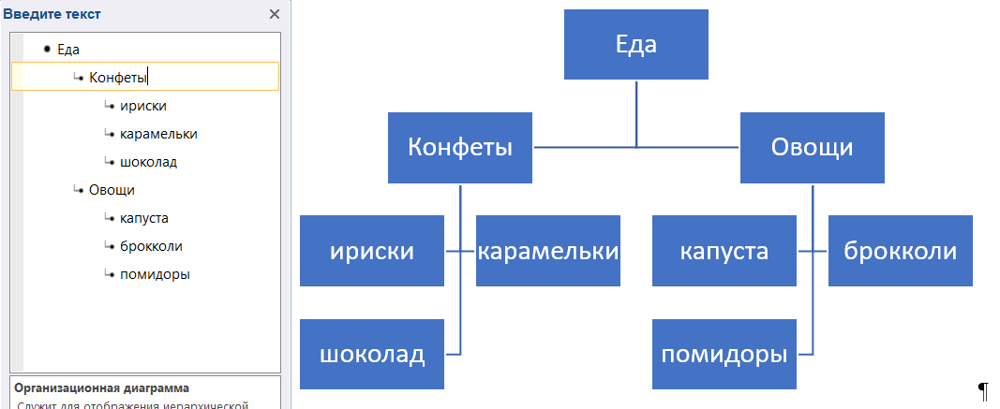 Введите текст
Еда
Конфеты
ириски
карамельки
шоколад
Овощи
капуста
брокколи
помидоры
Организационная диаграмма
Служит для отображения иерархической
Еда
Конфеты Овощи
ириски карамельки капуста брокколи
шоколад помидоры
¶